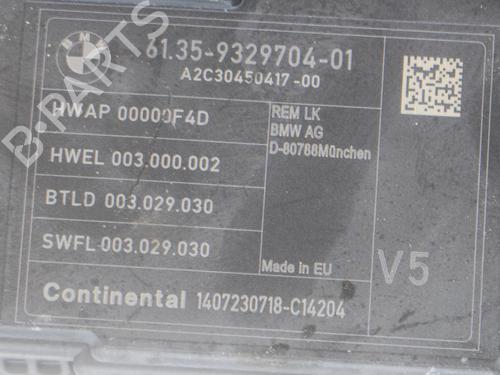 BMW
61.35-9329704-01
A2C30450417-00
HWAP 00000F4D
HWEL 003.000.002
BTLD 003.029.030
SWFL 003.029.030
REM LK
BMW AG
D-80788München
Made in EU
V5
Continental 1407230718-C14204
B-PARTS